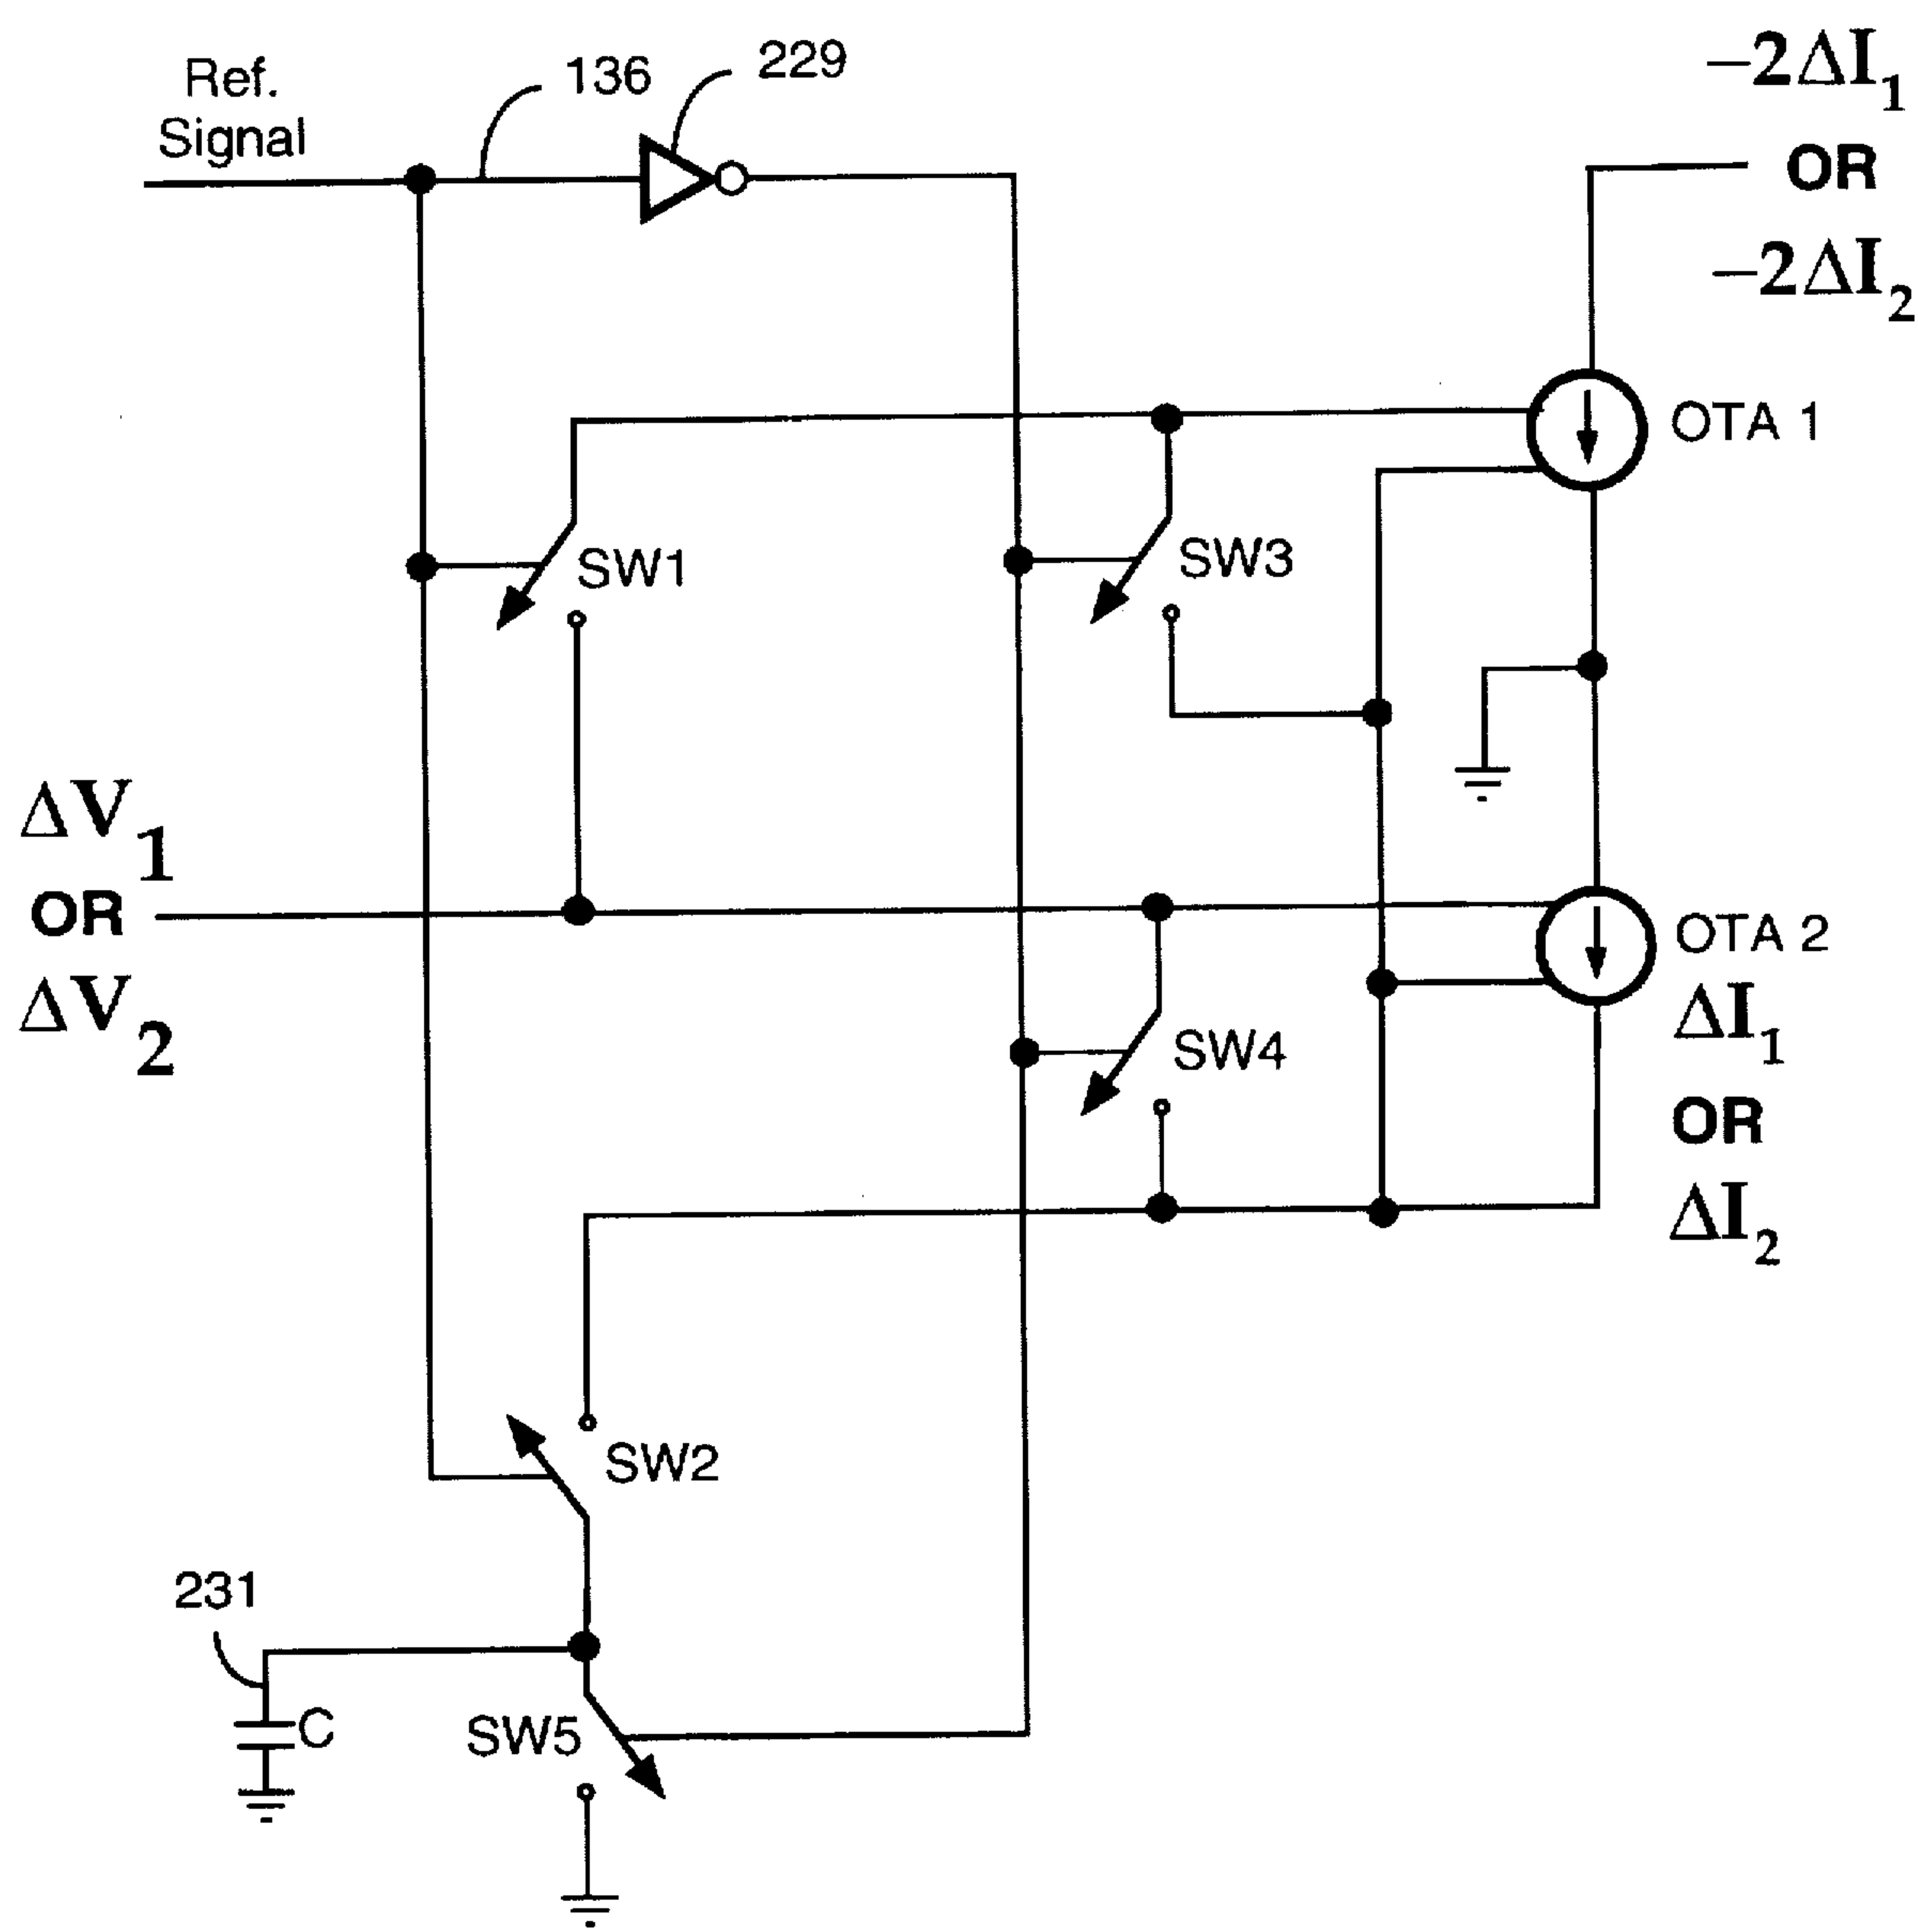 Ref.
Signal
136
229
−2ΔI1
OR
−2ΔI2
OTA 1
SW1
SW3
ΔV1
OR
ΔV2
OTA 2
ΔI1
OR
ΔI2
SW4
SW2
231
C
SW5